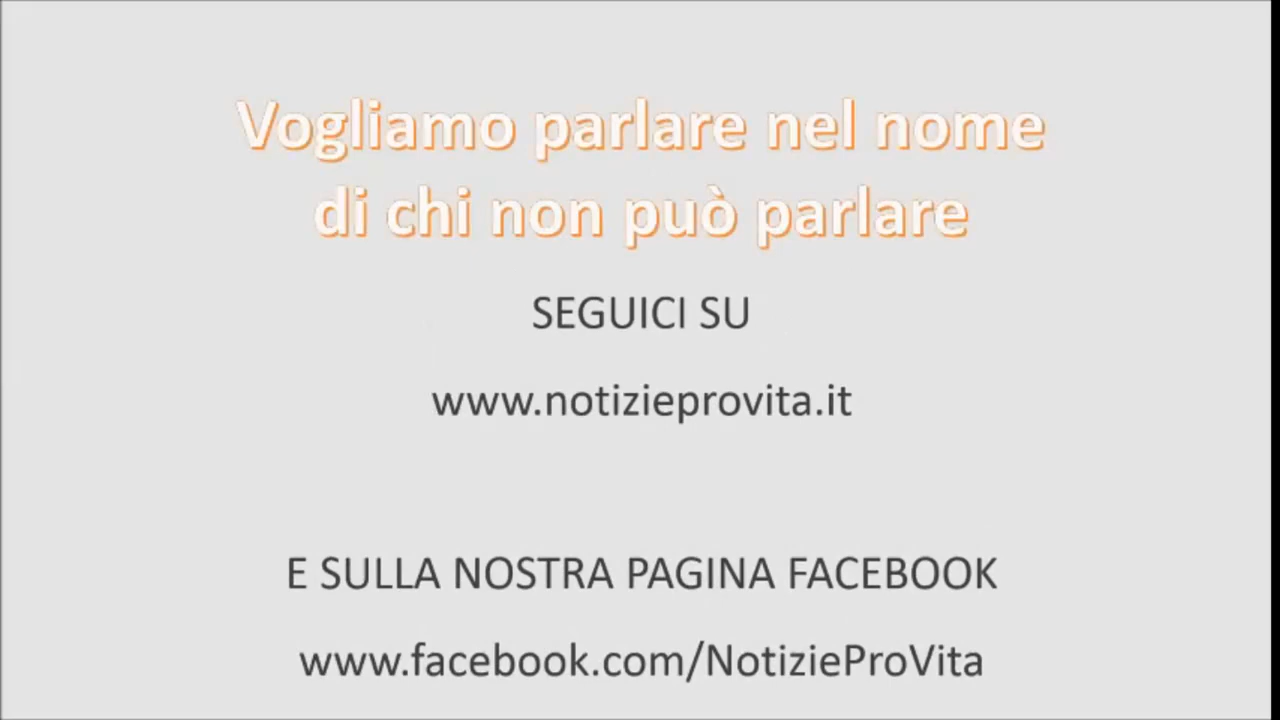 Vogliamo parlare nel nome
di chi non può parlare
SEGUICI SU
www.notizieprovita.it
E SULLA NOSTRA PAGINA FACEBOOK
www.facebook.com/NotizieProVita